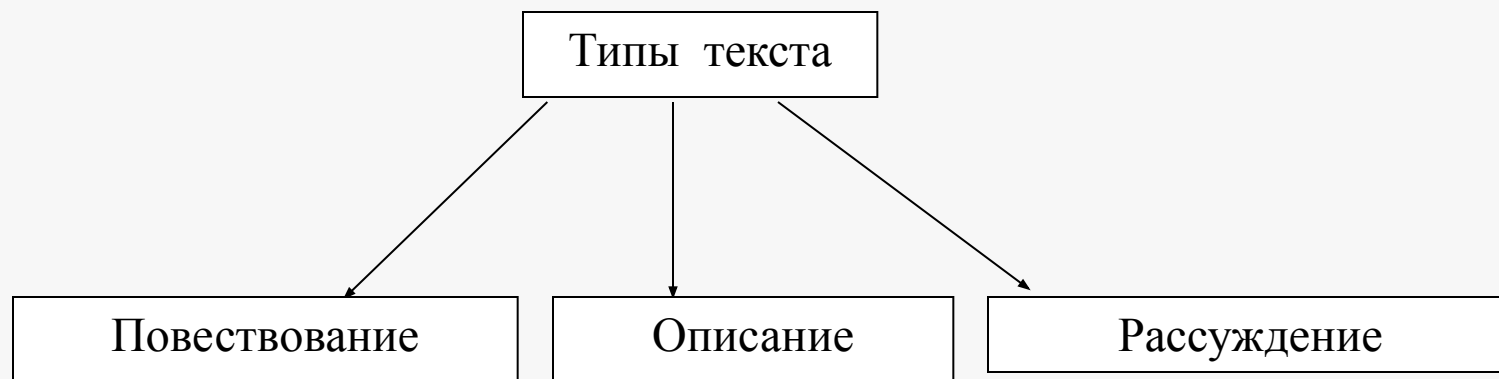 Типы текста
Повествование
Описание
Рассуждение